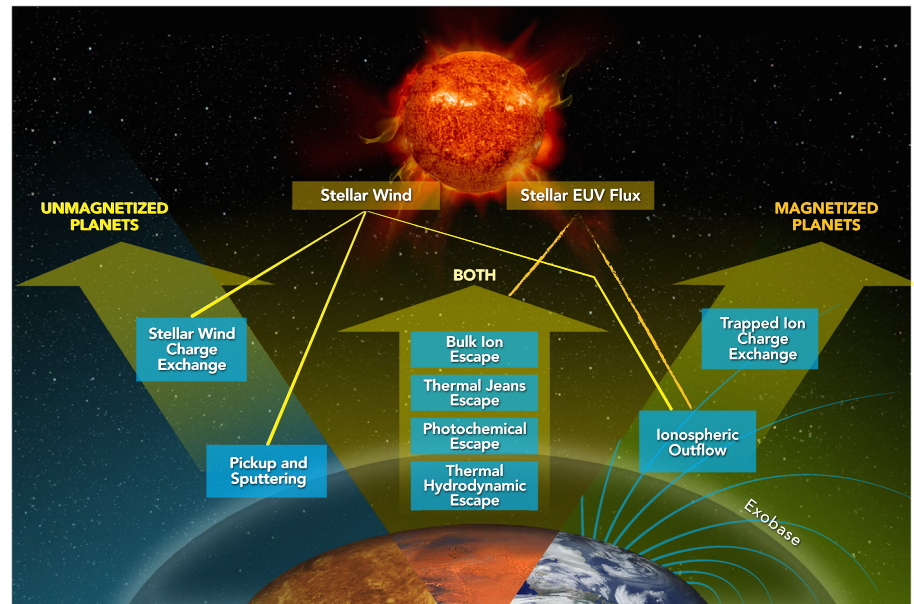 Stellar Wind
Stellar EUV Flux
UNMAGNETIZED
PLANETS
MAGNETIZED
PLANETS
BOTH
Stellar Wind
Charge
Exchange
Bulk Ion
Escape
Thermal Jeans
Escape
Photochemical
Escape
Thermal
Hydrodynamic
Escape
Trapped Ion
Charge
Exchange
Pickup and
Sputtering
Ionospheric
Outflow
Exobase